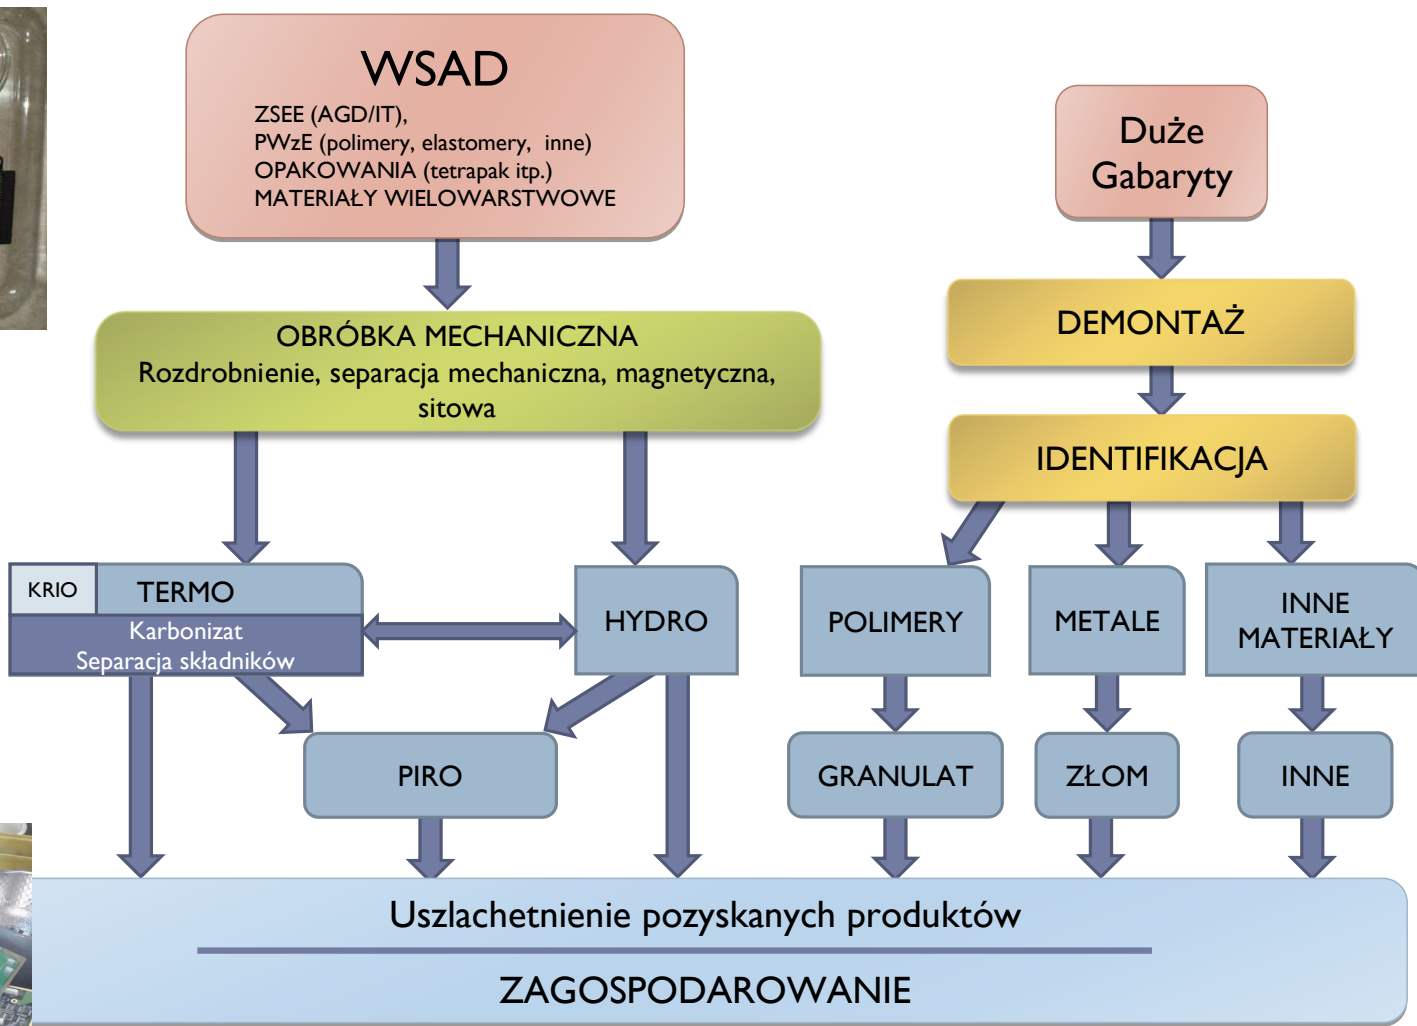 WSAD
ZSEE (AGD/IT),
PWzE (polimery, elastomery, inne)
OPAKOWANIA (tetrapak itp.)
MATERIAŁY WIELOWARSTWOWE
Duże
Gabaryty
OBRÓBKA MECHANICZNA
Rozdrobnienie, separacja mechaniczna, magnetyczna,
sitowa
DEMONTAŻ
IDENTIFIKACJA
KRIO
TERMO
Karbonizat
Separacja składników
HYDRO
POLIMERY
METALE
INNE
MATERIAŁY
PIRO
GRANULAT
ZŁOM
INNE
Uszlachetnienie pozyskanych produktów
ZAGOSPODAROWANIE